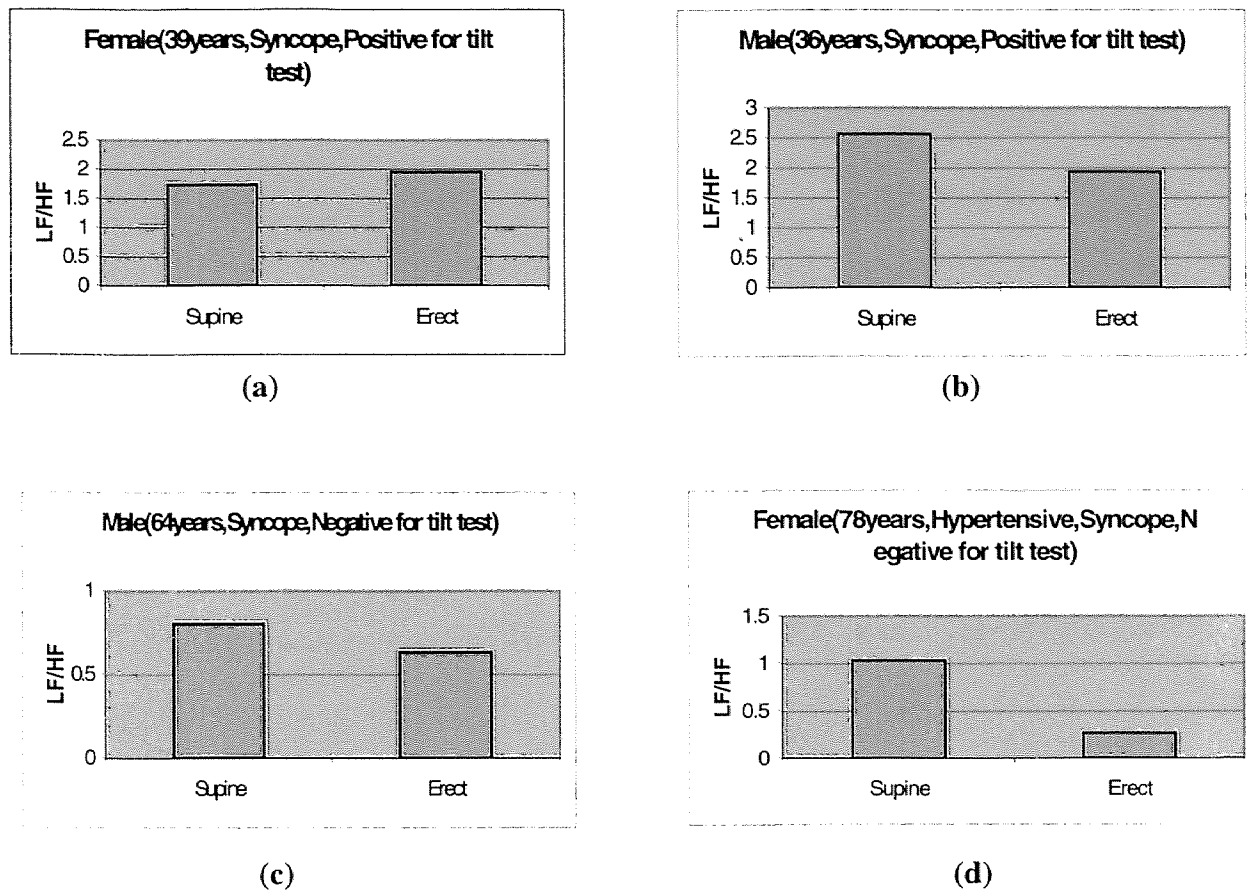 Female(39years,Syncope,Positive for tilt
test)
2.5
2
1.5
1
0.5
0
LF/HF
Supine
Erect
(a)
Male(36years,Syncope,Positive for tilt test)
3
2.5
2
1.5
1
0.5
0
LF/HF
Supine
Erect
(b)
Male(64years,Syncope,Negative for tilt test)
1
0.5
0
LF/HF
Supine
Erect
(c)
Female(78years,Hypertensive,Syncope,N
egative for tilt test)
1.5
1
0.5
0
LF/HF
Supine
Erect
(d)